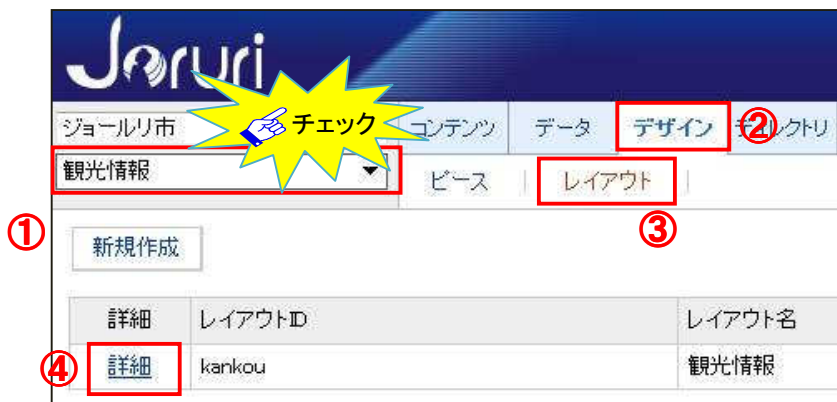 Joruri
ジョールリ市
チェック
コンテンツ
データ
デザイン
②
ディレクトリ
観光情報
ピース
レイアウト
①
③
新規作成
詳細 レイアウトID レイアウト名
④ 詳細 kankou 観光情報